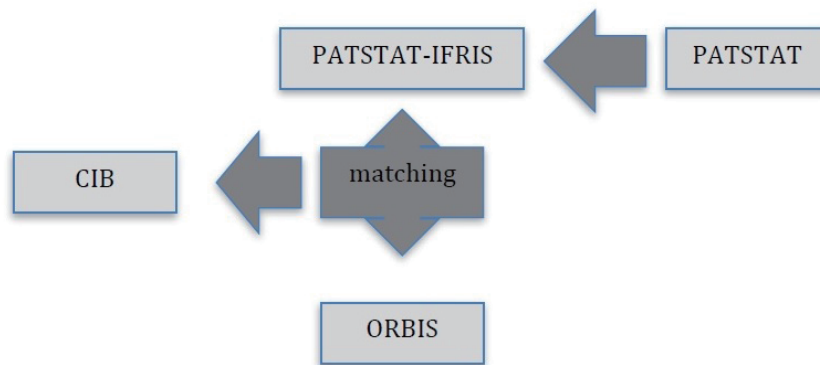 PATSTAT-IFRIS
PATSTAT
CIB
matching
ORBIS